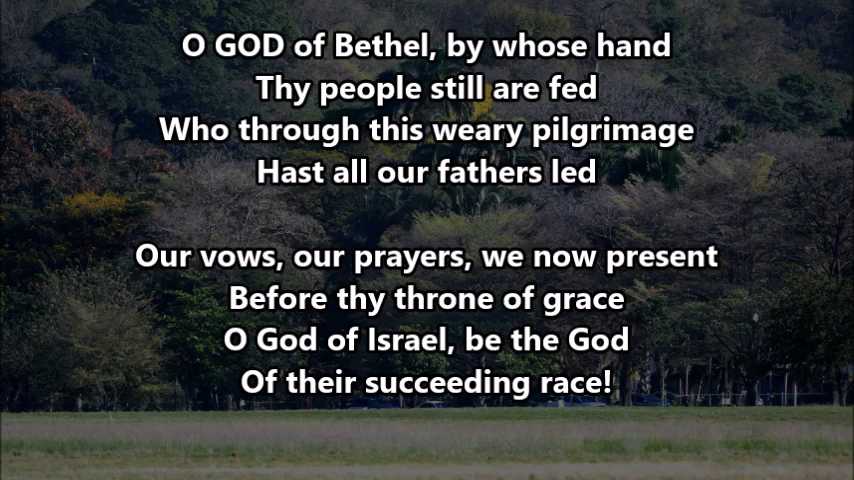 O GOD of Bethel, by whose hand
Thy people still are fed
Who through this weary pilgrimage
Hast all our fathers led
Our vows, our prayers, we now present
Before thy throne of grace
O God of Israel, be the God
Of their succeeding race!